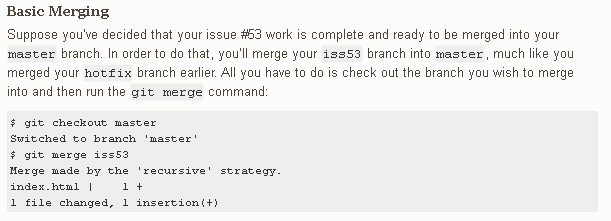 Basic Merging
Suppose you've decided that your issue #53 work is complete and ready to be merged into your
master branch. In order to do that, you'll merge your iss53 branch into master, much like you
merged your hotfix branch earlier. All you have to do is check out the branch you wish to merge
into and then run the git merge command:
$ git checkout master
Switched to branch 'master'
$ git merge iss53
Merge made by the 'recursive' strategy.
index.html |    1 +
1 file changed, 1 insertion(+)